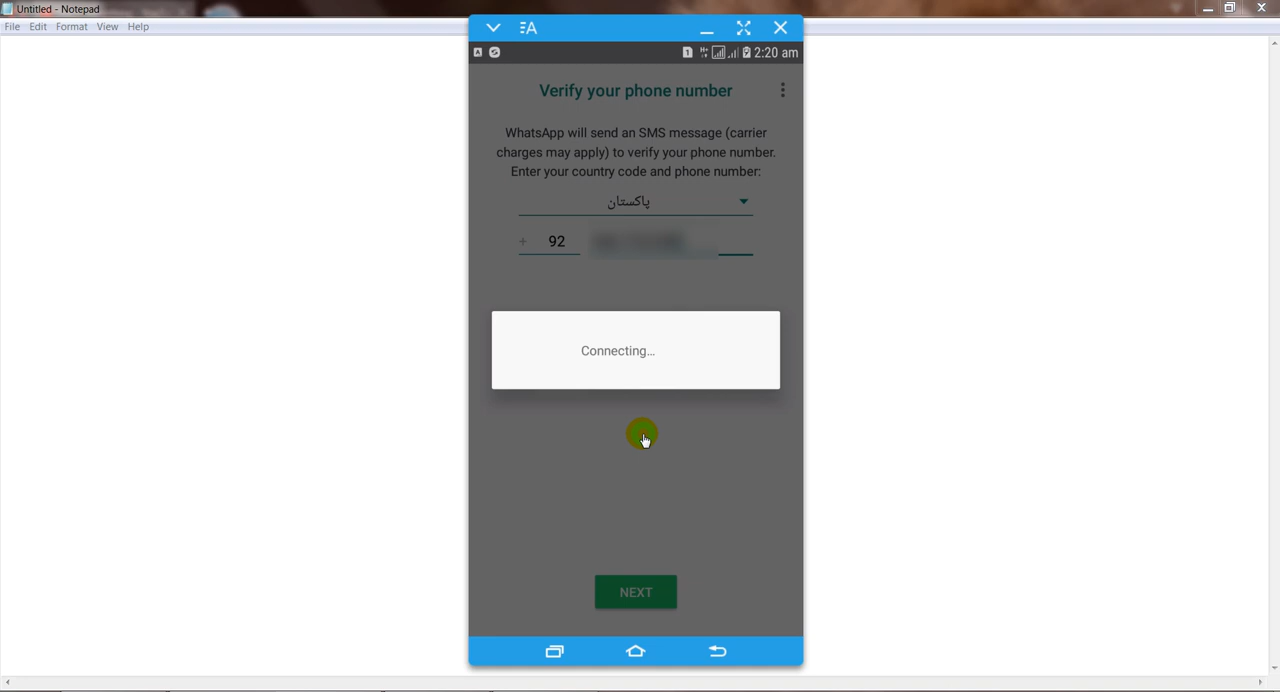 Untitled - Notepad
File Edit Format View Help
2:20 am
Verify your phone number
WhatsApp will send an SMS message (carrier
charges may apply) to verify your phone number.
Enter your country code and phone number:
پاکستان
+ 92
Connecting...
NEXT